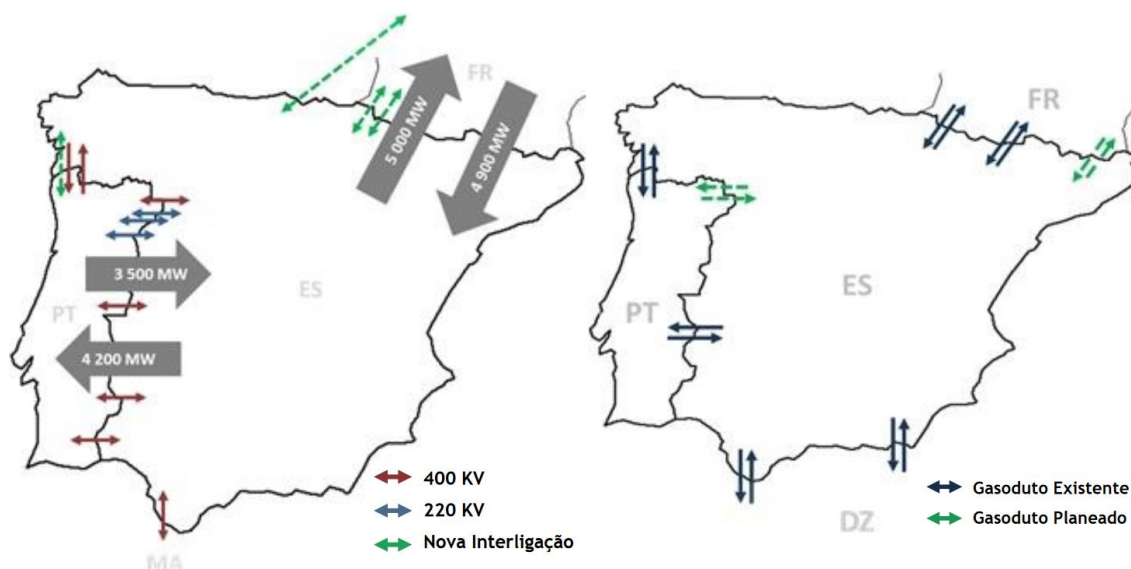 FR
5 000 MW
4 900 MW
3 500 MW
ES
PT
4 200 MW
400 KV
220 KV
Nova Interligação
MA
FR
ES
PT
DZ
Gasoduto Existente
Gasoduto Planeado